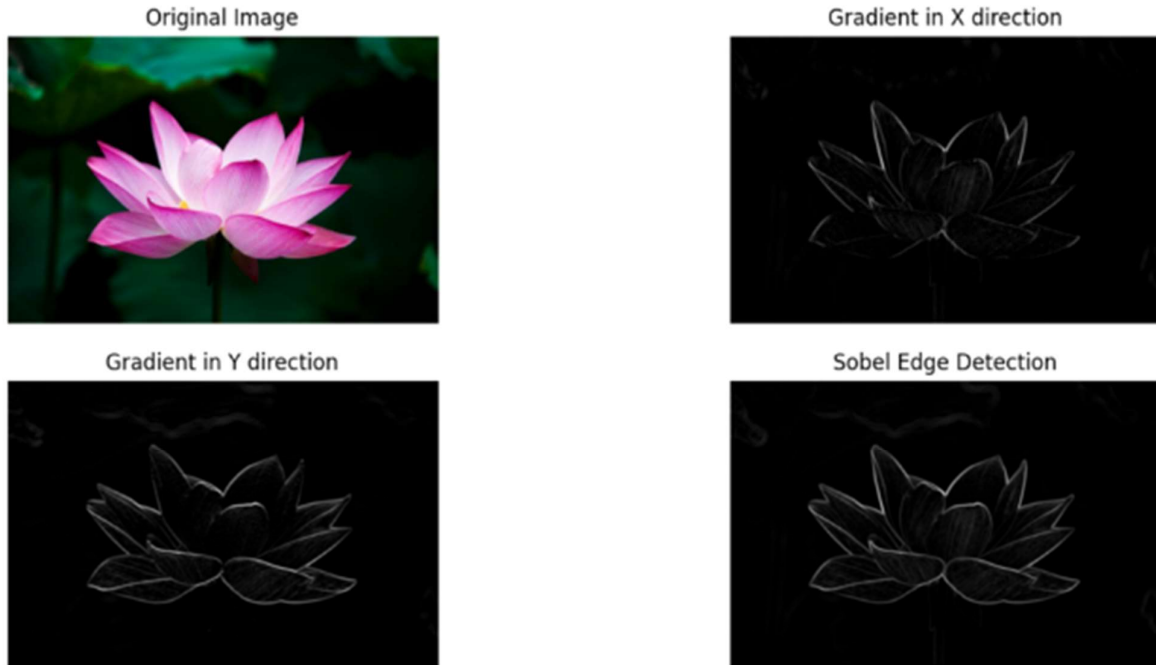 Original Image
Gradient in X direction
Gradient in Y direction
Sobel Edge Detection